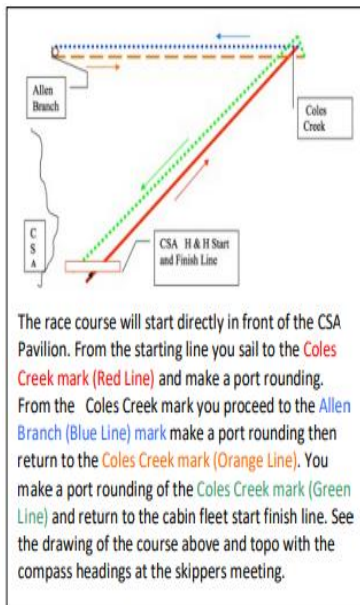 Allen
Branch
Coles
Creek
C
S
A
CSA H & H Start
and Finish Line
The race course will start directly in front of the CSA
Pavilion. From the starting line you sail to the Coles
Creek mark (Red Line) and make a port rounding.
From the Coles Creek mark you proceed to the Allen
Branch (Blue Line) mark make a port rounding then
return to the Coles Creek mark (Orange Line). You
make a port rounding of the Coles Creek mark (Green
Line) and return to the cabin fleet start finish line. See
the drawing of the course above and topo with the
compass headings at the skippers meeting.